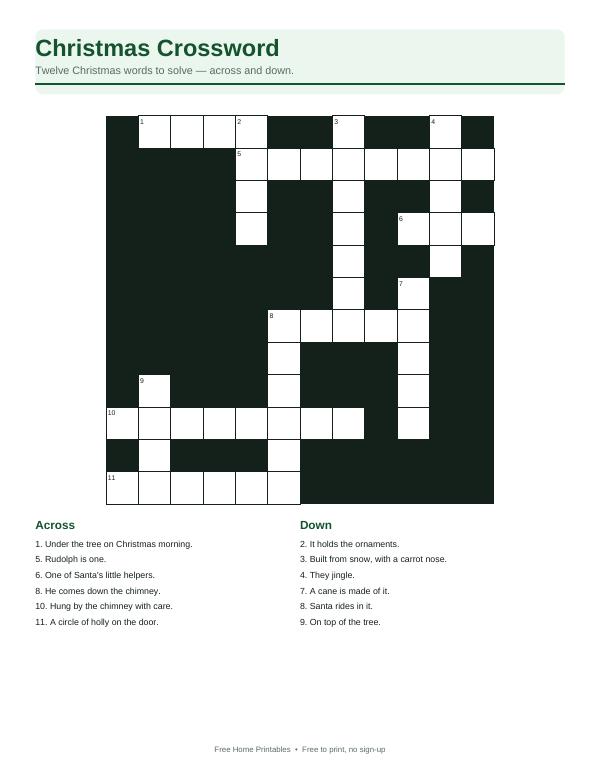 Christmas Crossword
Twelve Christmas words to solve — across and down.
1 2 3 4
5
6
7
8
9
10
11
Across
1. Under the tree on Christmas morning.
5. Rudolph is one.
6. One of Santa's little helpers.
8. He comes down the chimney.
10. Hung by the chimney with care.
11. A circle of holly on the door.
Down
2. It holds the ornaments.
3. Built from snow, with a carrot nose.
4. They jingle.
7. A cane is made of it.
8. Santa rides in it.
9. On top of the tree.
Free Home Printables • Free to print, no sign-up